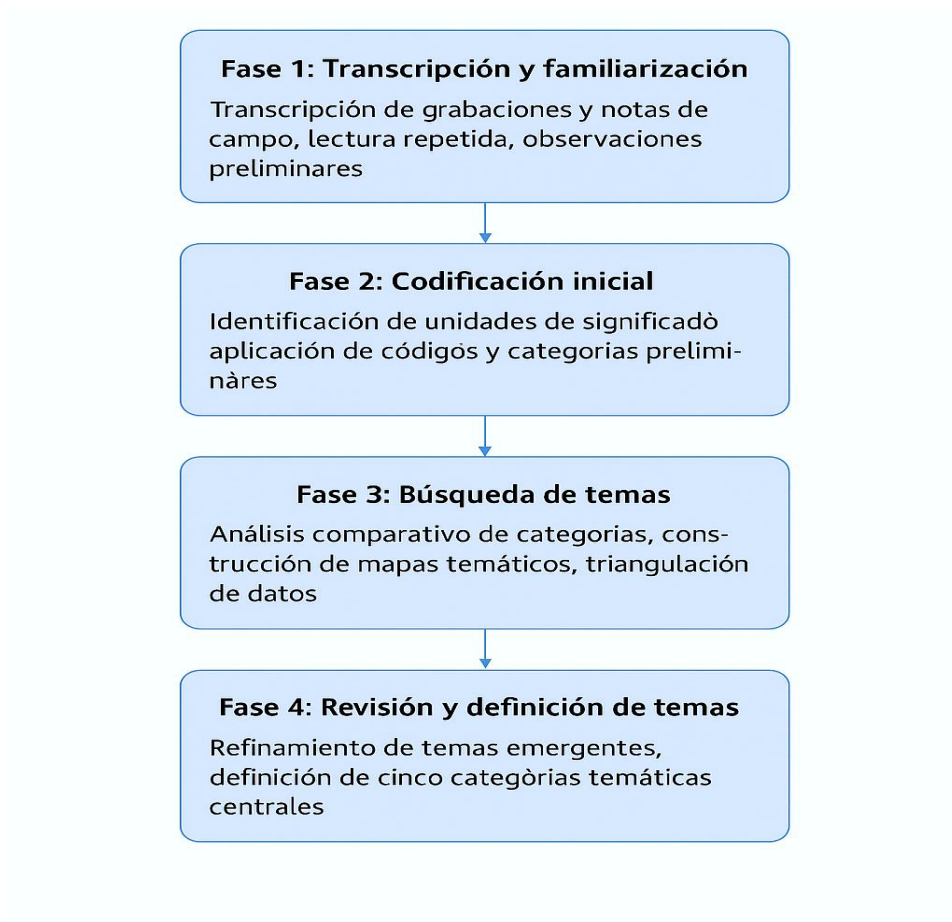 Fase 1: Transcripción y familiarización
Transcripción de grabaciones y notas de
campo, lectura repetida, observaciones
preliminares
Fase 2: Codificación inicial
Identificación de unidades de significadò
aplicación de códigos y categorias prelimi-
nàres
Fase 3: Búsqueda de temas
Análisis comparativo de categorias, cons-
trucción de mapas temáticos, triangulación
de datos
Fase 4: Revisión y definición de temas
Refinamiento de temas emergentes,
definición de cinco categòrias temáticas
centrales